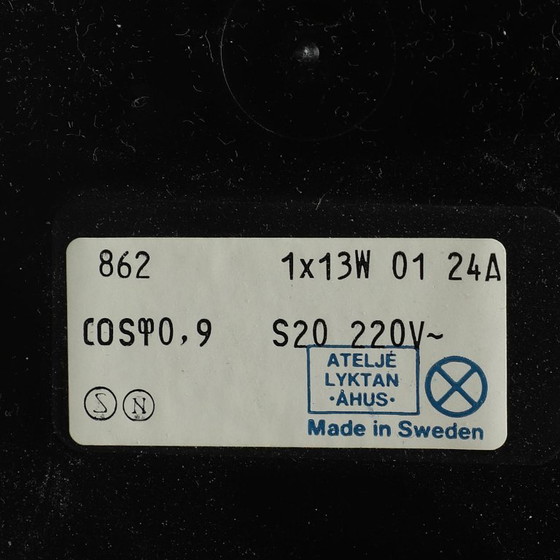 862 1x13W 01 24A
COSφ0,9 S20 220V~
ATELJÉ
LYKTAN
·ÅHUS·
S N
Made in Sweden